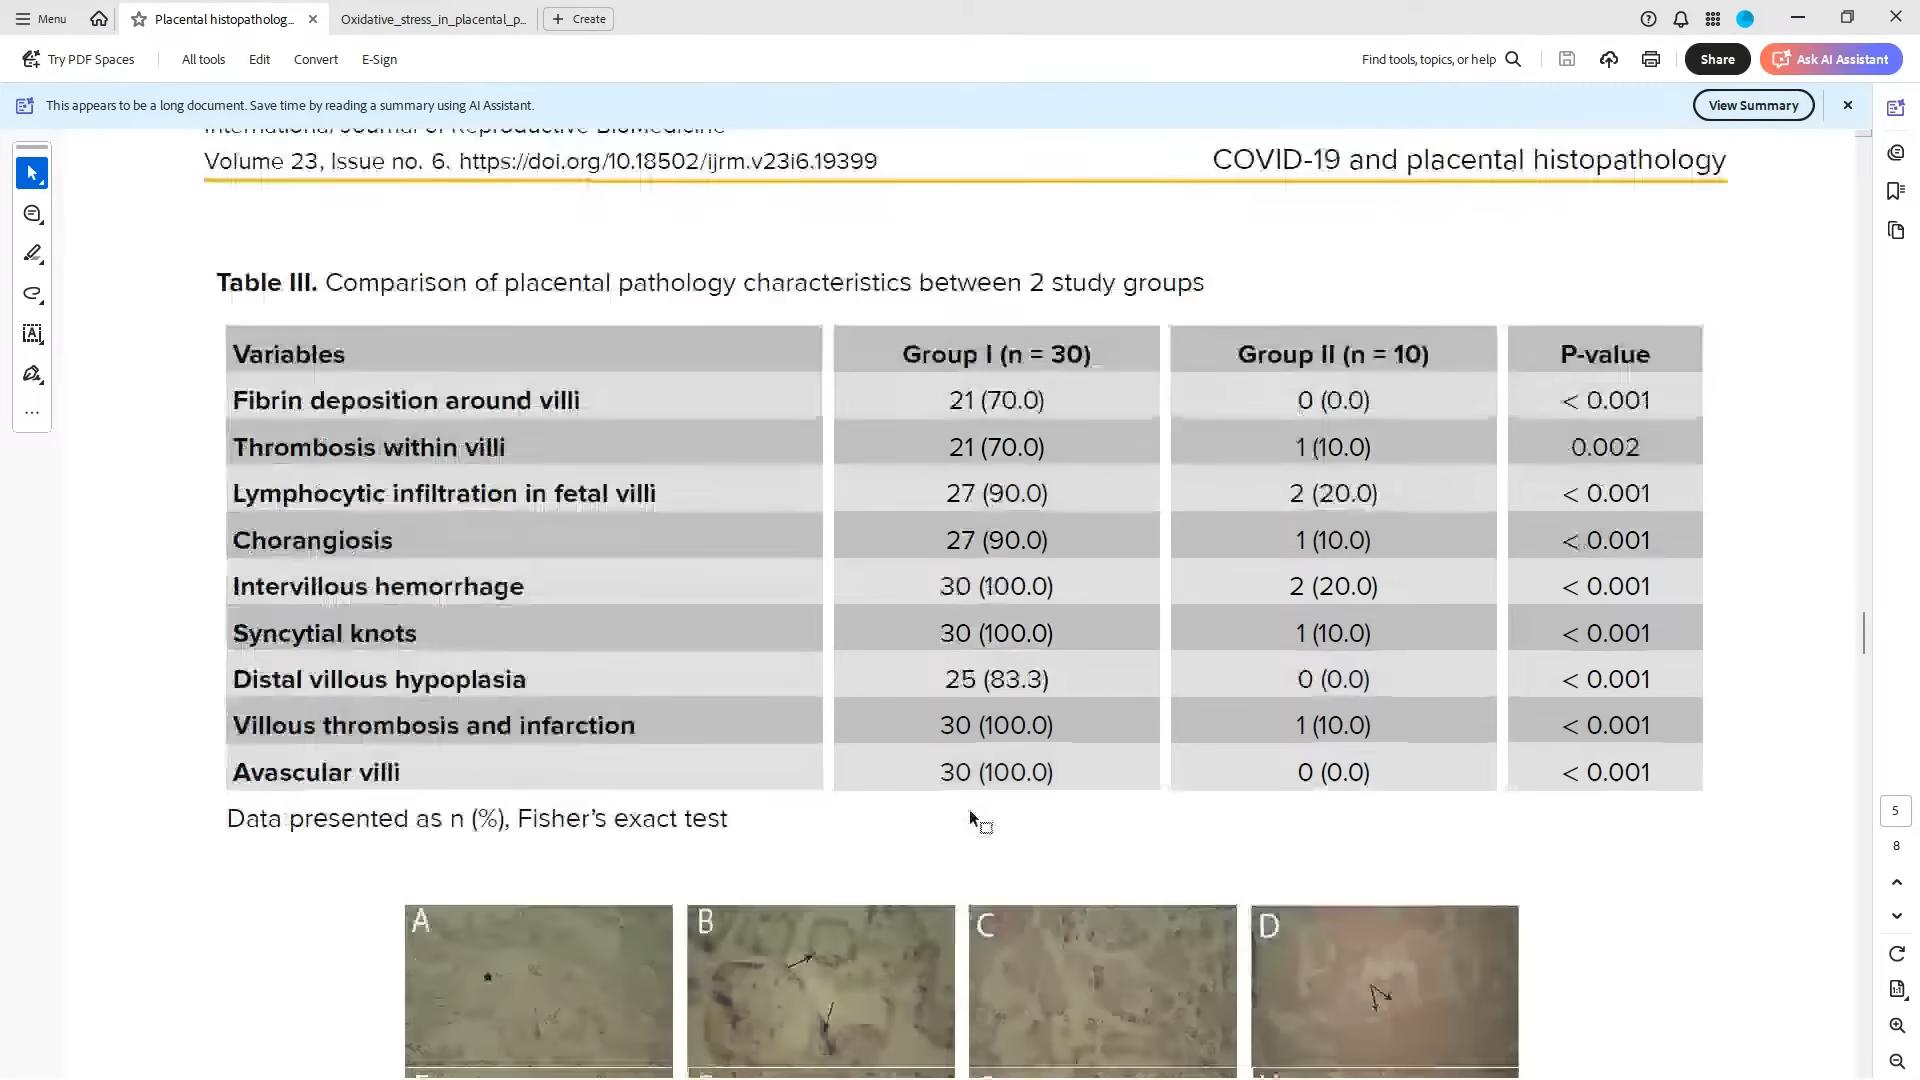 Menu
Placental histopatholog...
Oxidative_stress_in_placental_p...
Create
Try PDF Spaces
All tools
Edit
Convert
E-Sign
Find tools, topics, or help
Share
Ask AI Assistant
This appears to be a long document. Save time by reading a summary using AI Assistant.
View Summary
International Journal of Reproductive BioMedicine
Volume 23, Issue no. 6, https://doi.org/10.18502/ijrm.v23i6.19399
COVID-19 and placental histopathology
Table III. Comparison of placental pathology characteristics between 2 study groups
Variables Group I (n = 30) Group II (n = 10) P-value
Fibrin deposition around villi 21 (70.0) 0 (0.0) < 0.001
Thrombosis within villi 21 (70.0) 1 (10.0) 0.002
Lymphocytic infiltration in fetal villi 27 (90.0) 2 (20.0) < 0.001
Chorangiosis 27 (90.0) 1 (10.0) < 0.001
Intervillous hemorrhage 30 (100.0) 2 (20.0) < 0.001
Syncytial knots 30 (100.0) 1 (10.0) < 0.001
Distal villous hypoplasia 25 (83.3) 0 (0.0) < 0.001
Villous thrombosis and infarction 30 (100.0) 1 (10.0) < 0.001
Avascular villi 30 (100.0) 0 (0.0) < 0.001
Data presented as n (%), Fisher's exact test
5
8
A
B
C
D